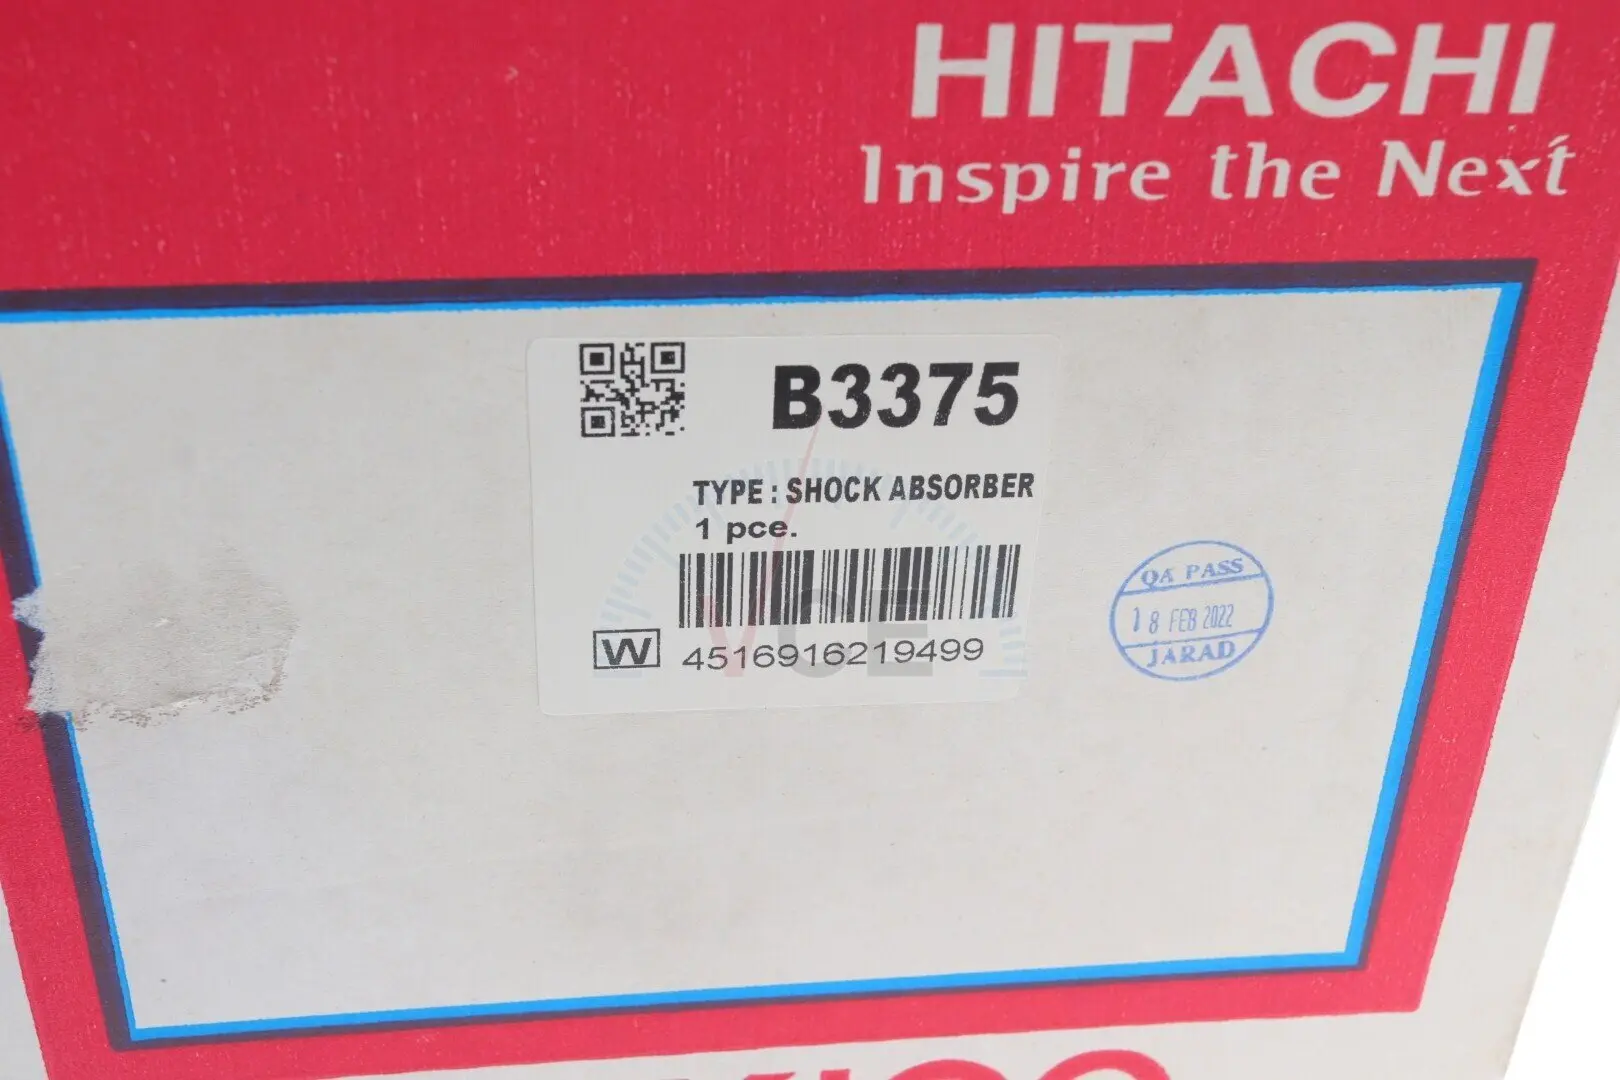 HITACHI
Inspire the Next
B3375
TYPE : SHOCK ABSORBER
1 pce.
W
4516916219499
QA PASS
18 FEB 2022
JARAD